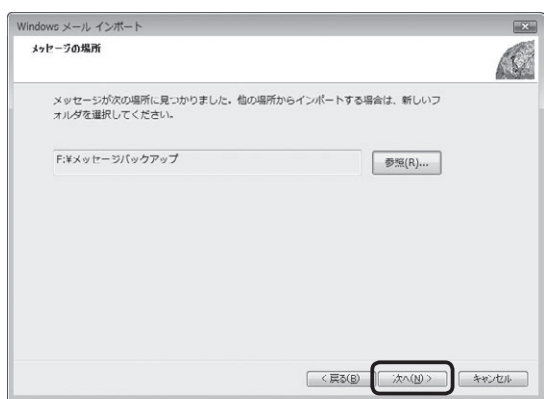 Windows メール インポート
メッセージの場所
メッセージが次の場所に見つかりました。他の場所からインポートする場合は、新しいフ
ォルダを選択してください。
F:¥メッセージバックアップ
参照(R)...
< 戻る(B)
次へ(N) >
キャンセル